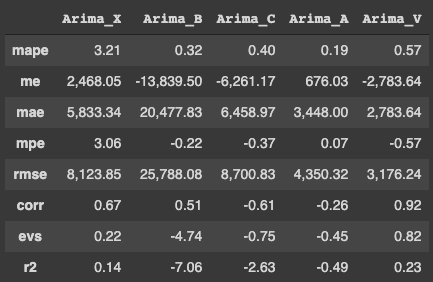 Arima_X Arima_B Arima_C Arima_A Arima_V
mape 3.21 0.32 0.40 0.19 0.57
me 2,468.05 -13,839.50 -6,261.17 676.03 -2,783.64
mae 5,833.34 20,477.83 6,458.97 3,448.00 2,783.64
mpe 3.06 -0.22 -0.37 0.07 -0.57
rmse 8,123.85 25,788.08 8,700.83 4,350.32 3,176.24
corr 0.67 0.51 -0.61 -0.26 0.92
evs 0.22 -4.74 -0.75 -0.45 0.82
r2 0.14 -7.06 -2.63 -0.49 0.23